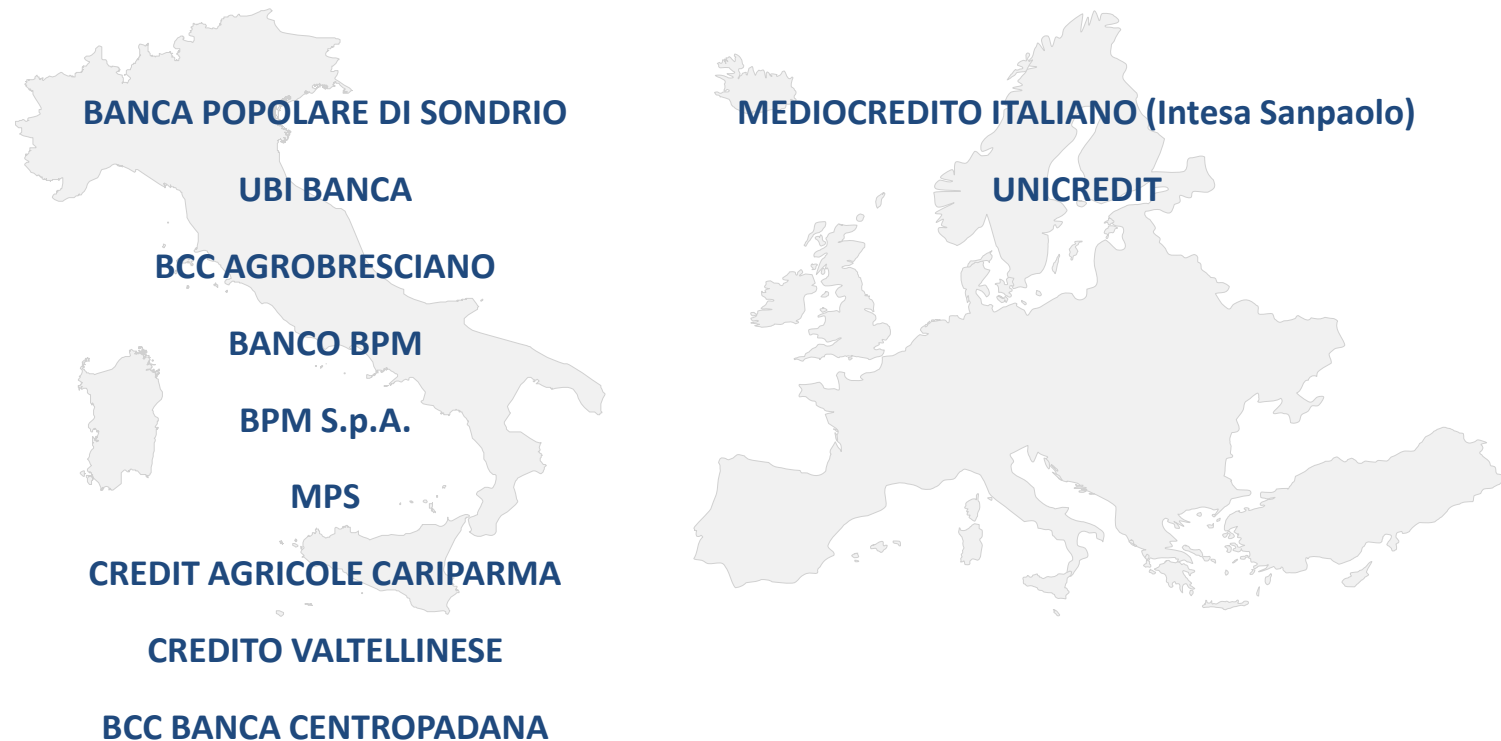 BANCA POPOLARE DI SONDRIO
UBI BANCA
BCC AGROBRESCIANO
BANCO BPM
BPM S.p.A.
MPS
CREDIT AGRICOLE CARIPARMA
CREDITO VALTELLINESE
BCC BANCA CENTROPADANA
MEDIOCREDITO ITALIANO (Intesa Sanpaolo)
UNICREDIT